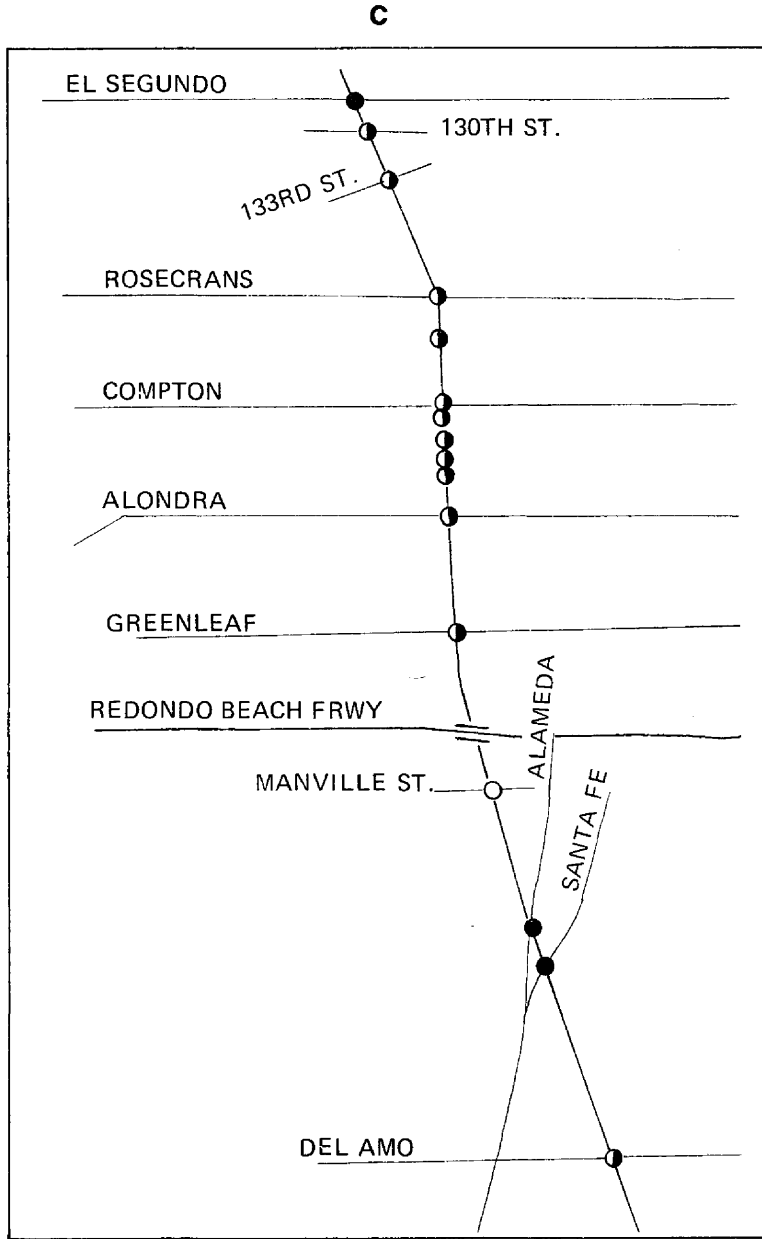 C
EL SEGUNDO
130TH ST.
133RD ST.
ROSECRANS
COMPTON
ALONDRA
GREENLEAF
ALAMEDA
REDONDO BEACH FRWY
MANVILLE ST.
SANTA FE
DEL AMO